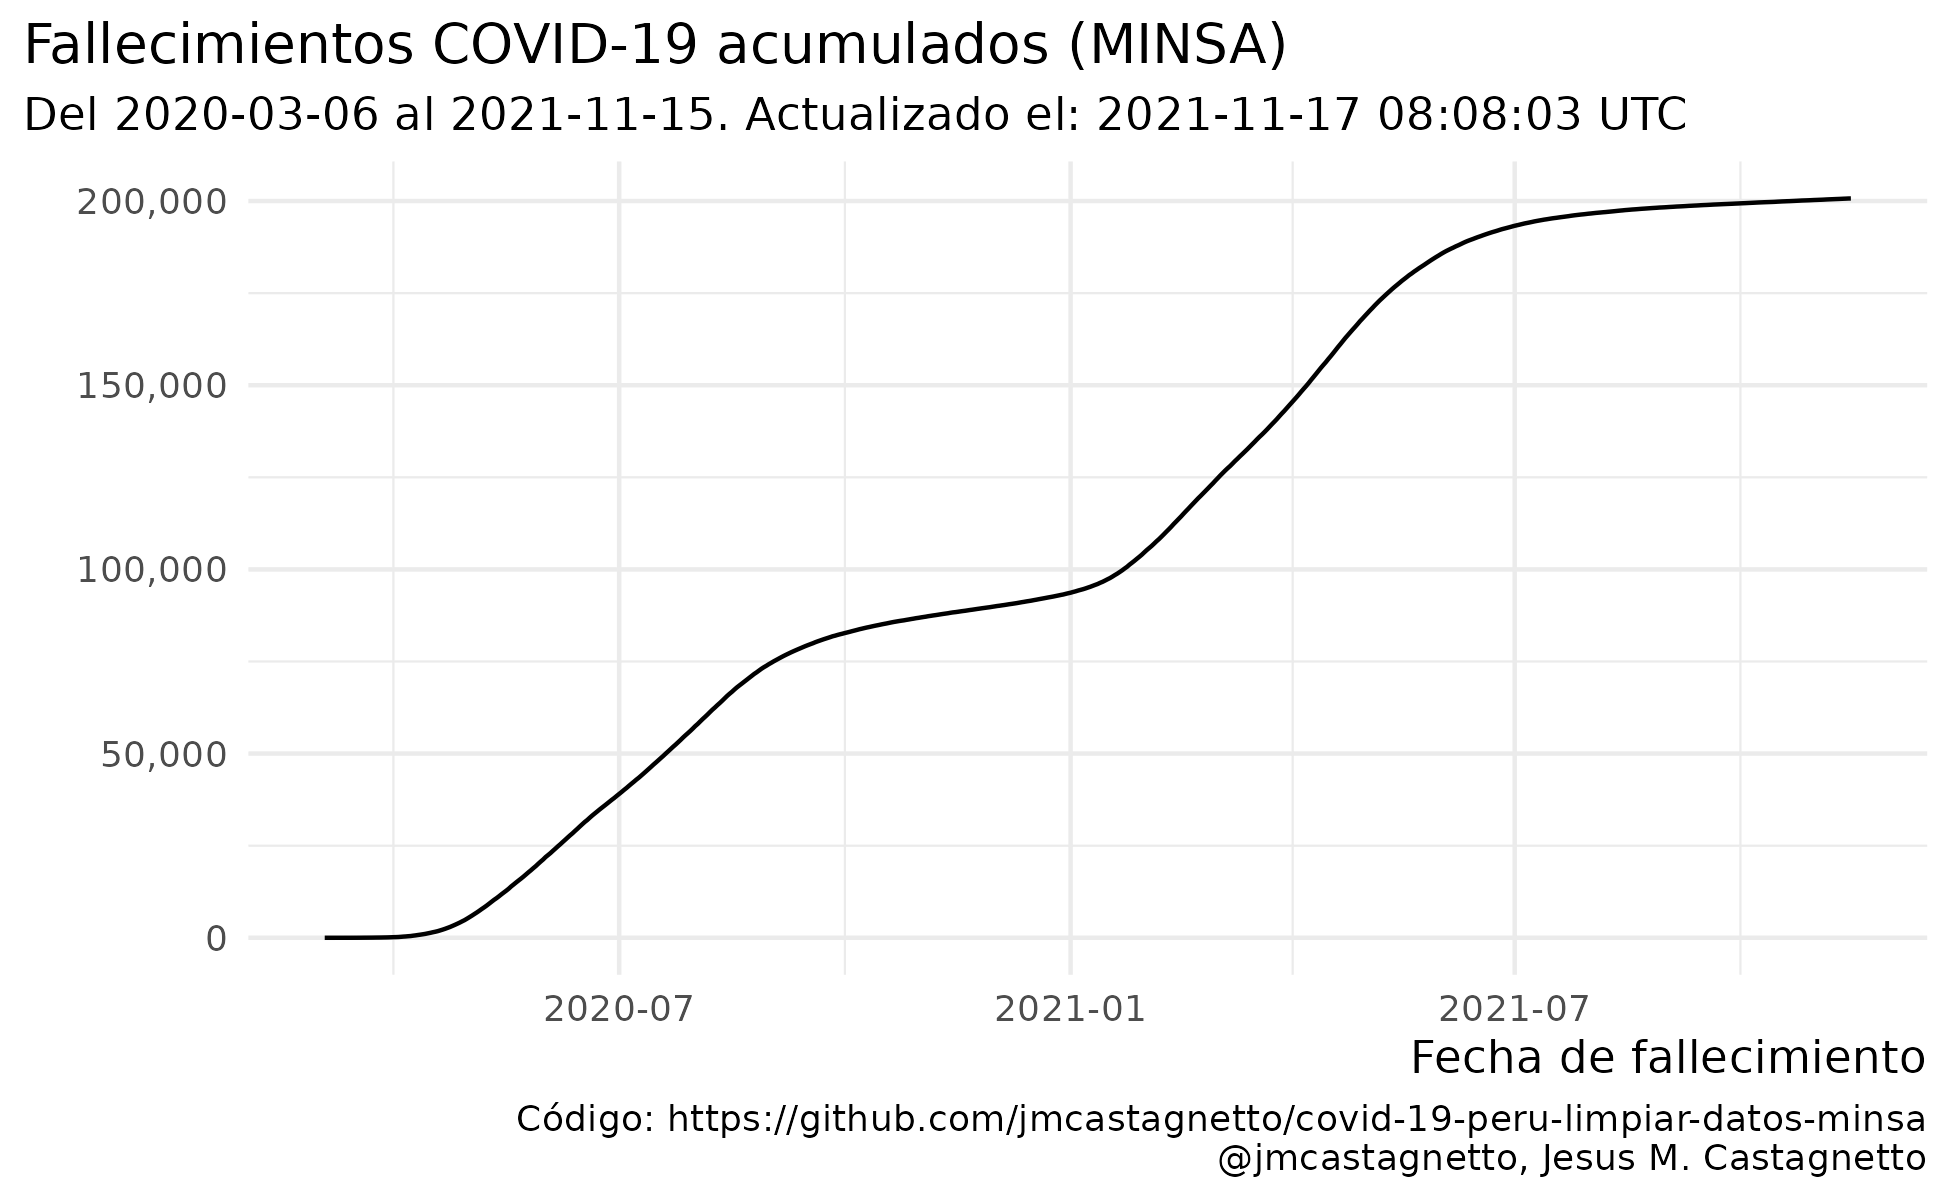 Fallecimientos COVID-19 acumulados (MINSA)
Del 2020-03-06 al 2021-11-15. Actualizado el: 2021-11-17 08:08:03 UTC
200,000
150,000
100,000
50,000
0
2020-07 2021-01 2021-07
Fecha de fallecimiento
Código: https://github.com/jmcastagnetto/covid-19-peru-limpiar-datos-minsa
@jmcastagnetto, Jesus M. Castagnetto